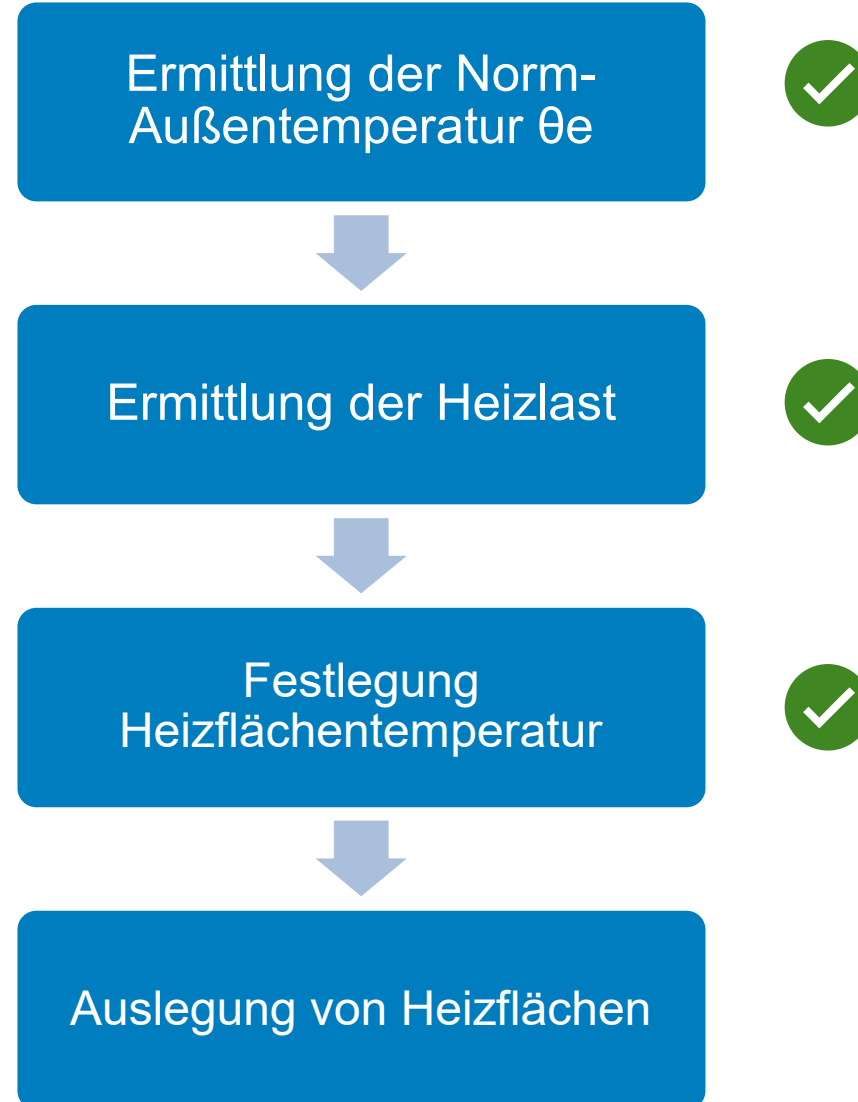 Ermittlung der Norm-
Außentemperatur θe
Ermittlung der Heizlast
Festlegung
Heizflächentemperatur
Auslegung von Heizflächen